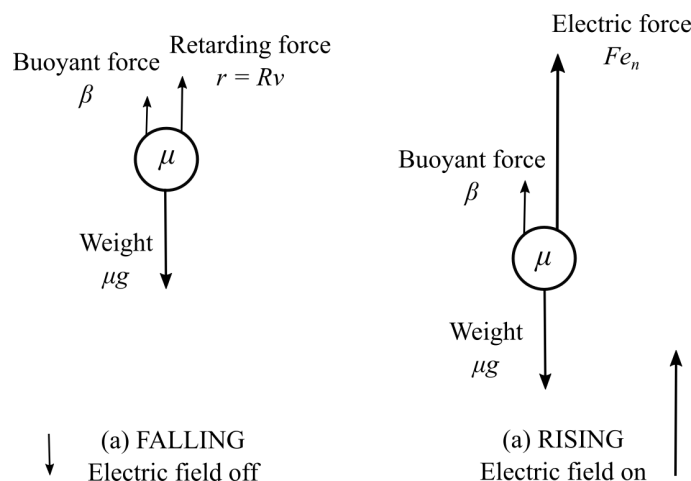 Buoyant force
β
Retarding force
r = Rv
μ
Weight
μg
(a) FALLING
Electric field off
Electric force
Feₙ
Buoyant force
β
μ
Weight
μg
(a) RISING
Electric field on